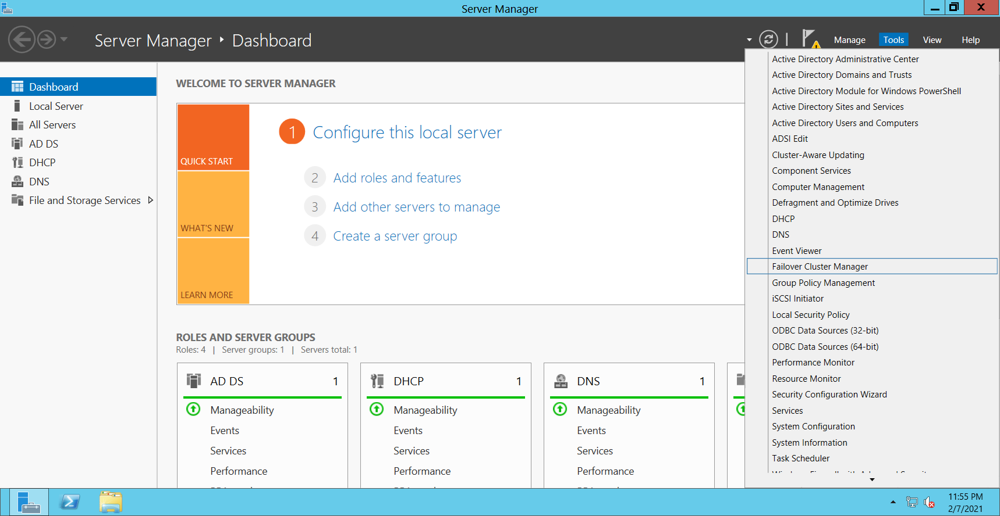 Server Manager
Server Manager ‣ Dashboard
Manage
Tools
View
Help
Dashboard
Local Server
All Servers
AD DS
DHCP
DNS
File and Storage Services
WELCOME TO SERVER MANAGER
QUICK START
WHAT'S NEW
LEARN MORE
1 Configure this local server
2 Add roles and features
3 Add other servers to manage
4 Create a server group
ROLES AND SERVER GROUPS
Roles: 4 | Server groups: 1 | Servers total: 1
AD DS 1
Manageability
Events
Services
Performance
DHCP 1
Manageability
Events
Services
Performance
DNS 1
Manageability
Events
Services
Performance
Active Directory Administrative Center
Active Directory Domains and Trusts
Active Directory Module for Windows PowerShell
Active Directory Sites and Services
Active Directory Users and Computers
ADSI Edit
Cluster-Aware Updating
Component Services
Computer Management
Defragment and Optimize Drives
DHCP
DNS
Event Viewer
Failover Cluster Manager
Group Policy Management
iSCSI Initiator
Local Security Policy
ODBC Data Sources (32-bit)
ODBC Data Sources (64-bit)
Performance Monitor
Resource Monitor
Security Configuration Wizard
Services
System Configuration
System Information
Task Scheduler
11:55 PM
2/7/2021